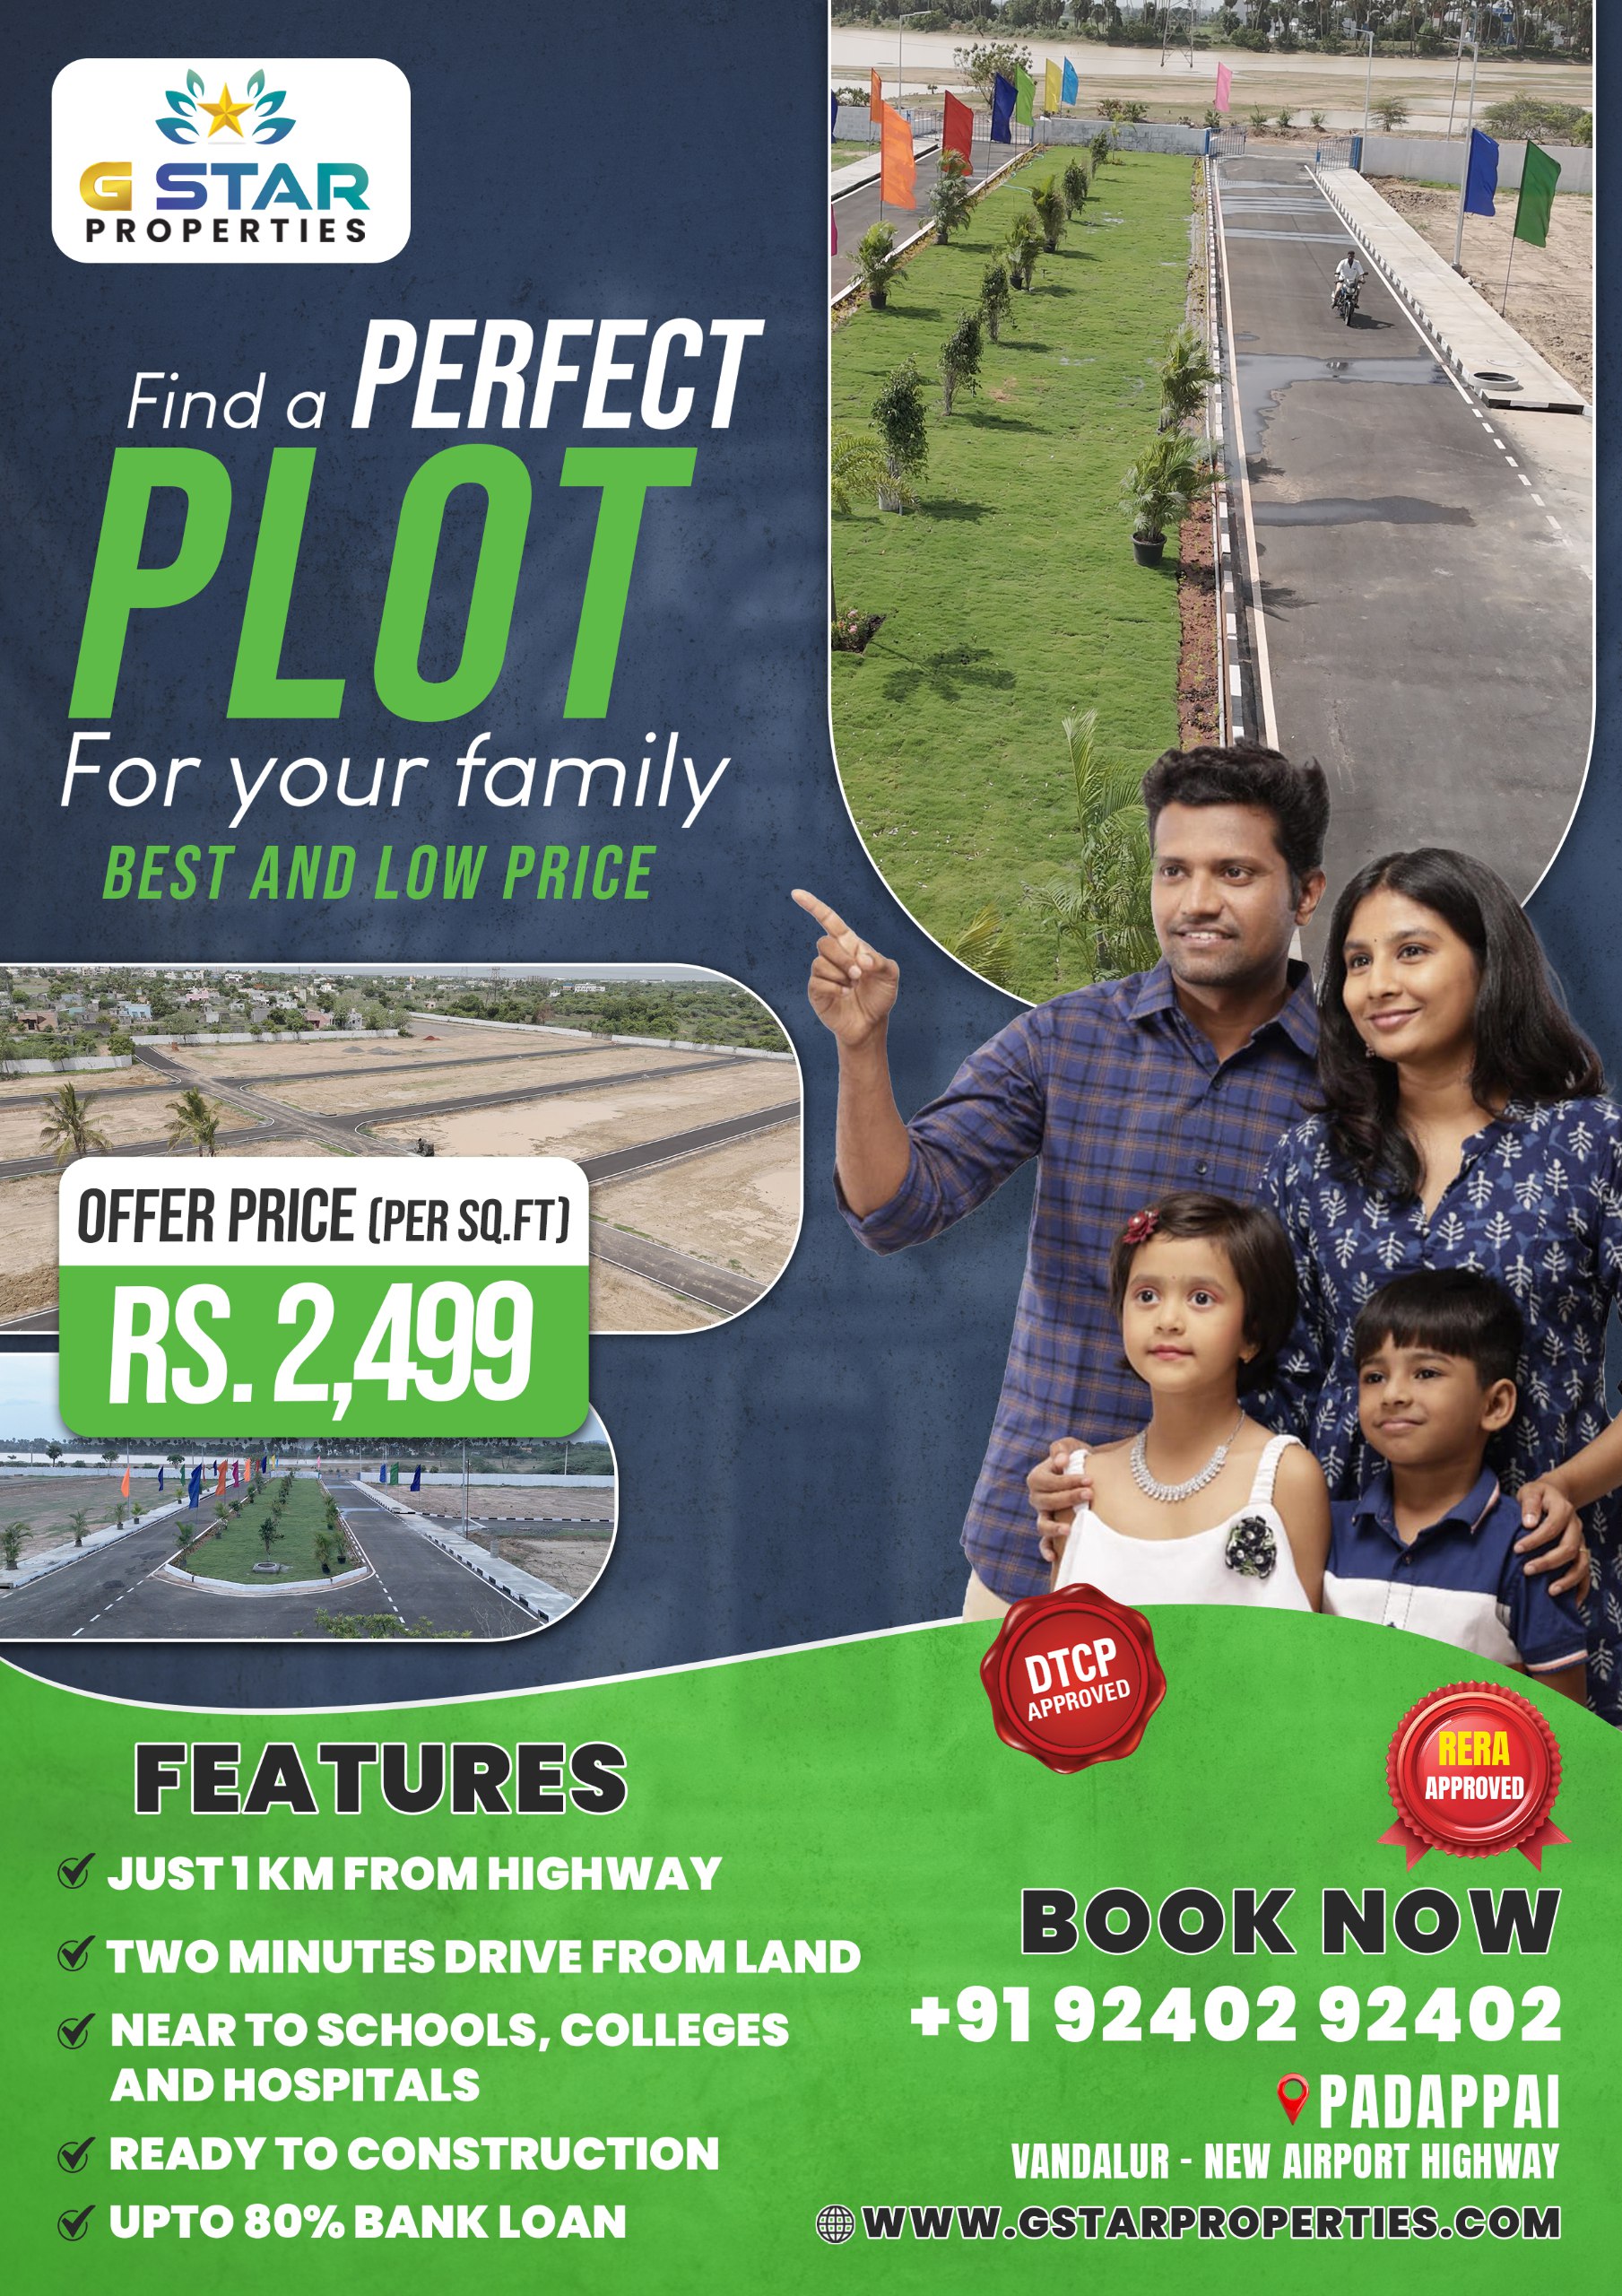 G STAR
PROPERTIES
Find a PERFECT
PLOT
For your family
BEST AND LOW PRICE
OFFER PRICE (PER SQ.FT)
RS. 2,499
DTCP
APPROVED
RERA
APPROVED
FEATURES
JUST 1 KM FROM HIGHWAY
TWO MINUTES DRIVE FROM LAND
NEAR TO SCHOOLS, COLLEGES
AND HOSPITALS
READY TO CONSTRUCTION
UPTO 80% BANK LOAN
BOOK NOW
+91 92402 92402
PADAPPAI
VANDALUR - NEW AIRPORT HIGHWAY
WWW.GSTARPROPERTIES.COM